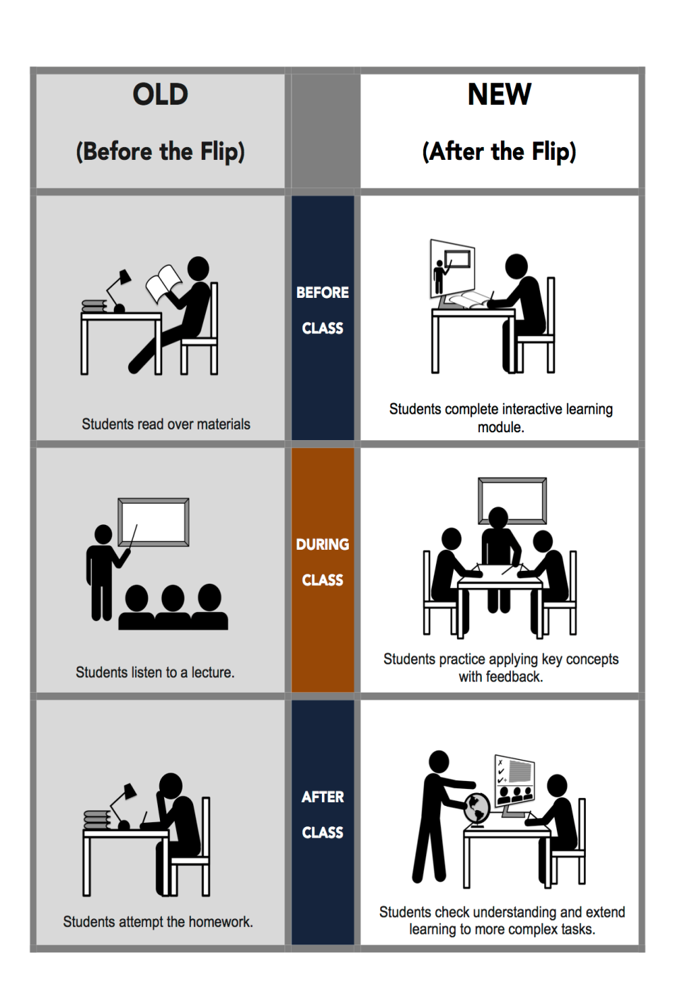 OLD
(Before the Flip)
NEW
(After the Flip)
Students read over materials
BEFORE
CLASS
Students complete interactive learning
module.
Students listen to a lecture.
DURING
CLASS
Students practice applying key concepts
with feedback.
Students attempt the homework.
AFTER
CLASS
Students check understanding and extend
learning to more complex tasks.